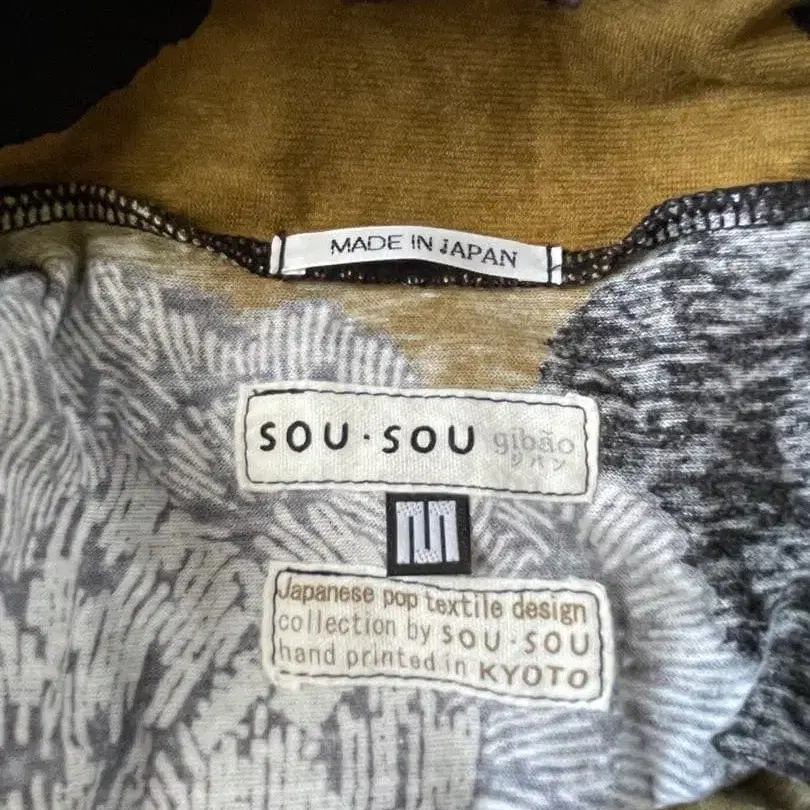 MADE IN JAPAN
SOU・SOU gibão
ジバン
M
Japanese pop textile design
collection by SOU・SOU
hand printed in KYOTO